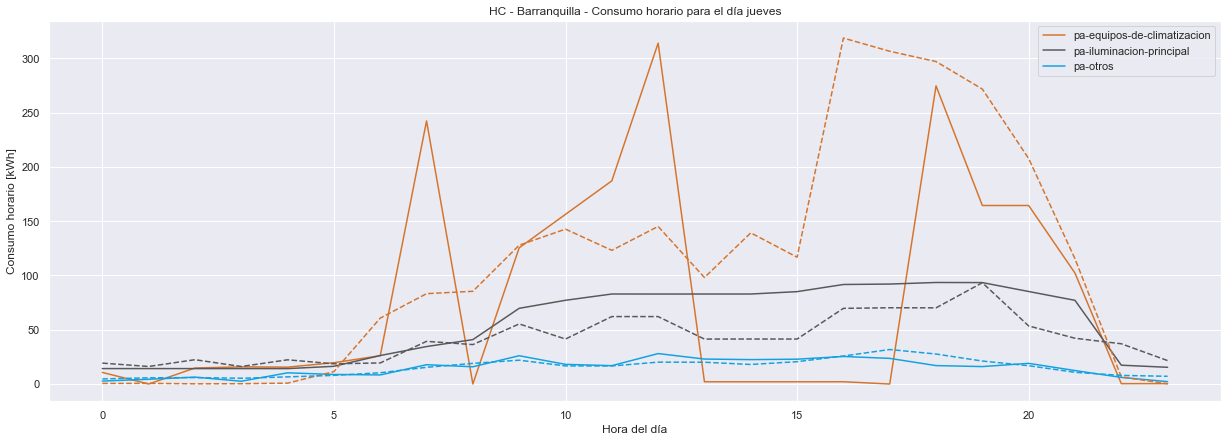 HC - Barranquilla - Consumo horario para el día jueves
pa-equipos-de-climatizacion
pa-iluminacion-principal
pa-otros
Consumo horario [kWh]
300
250
200
150
100
50
0
0
5
10
15
20
Hora del día